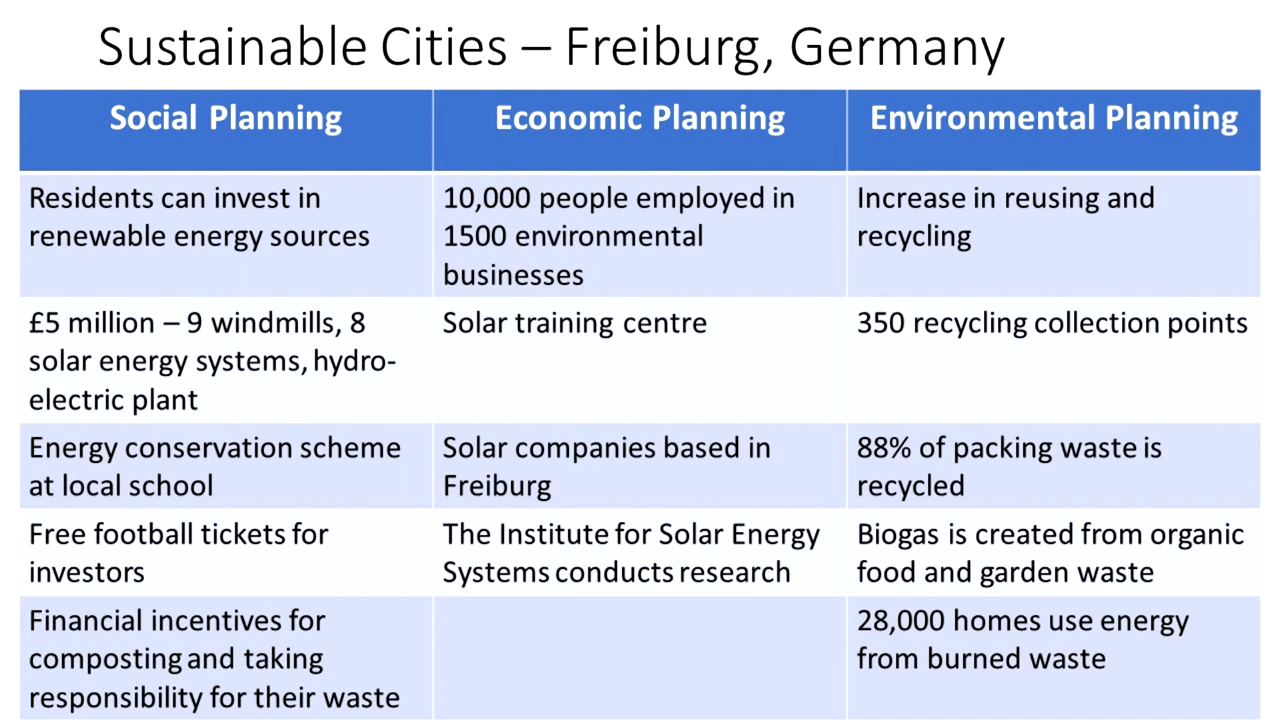 Sustainable Cities – Freiburg, Germany
Social Planning
Economic Planning
Environmental Planning
Residents can invest in
renewable energy sources
10,000 people employed in
1500 environmental
businesses
Increase in reusing and
recycling
£5 million – 9 windmills, 8
solar energy systems, hydro-
electric plant
Solar training centre
350 recycling collection points
Energy conservation scheme
at local school
Solar companies based in
Freiburg
88% of packing waste is
recycled
Free football tickets for
investors
The Institute for Solar Energy
Systems conducts research
Biogas is created from organic
food and garden waste
Financial incentives for
composting and taking
responsibility for their waste
28,000 homes use energy
from burned waste